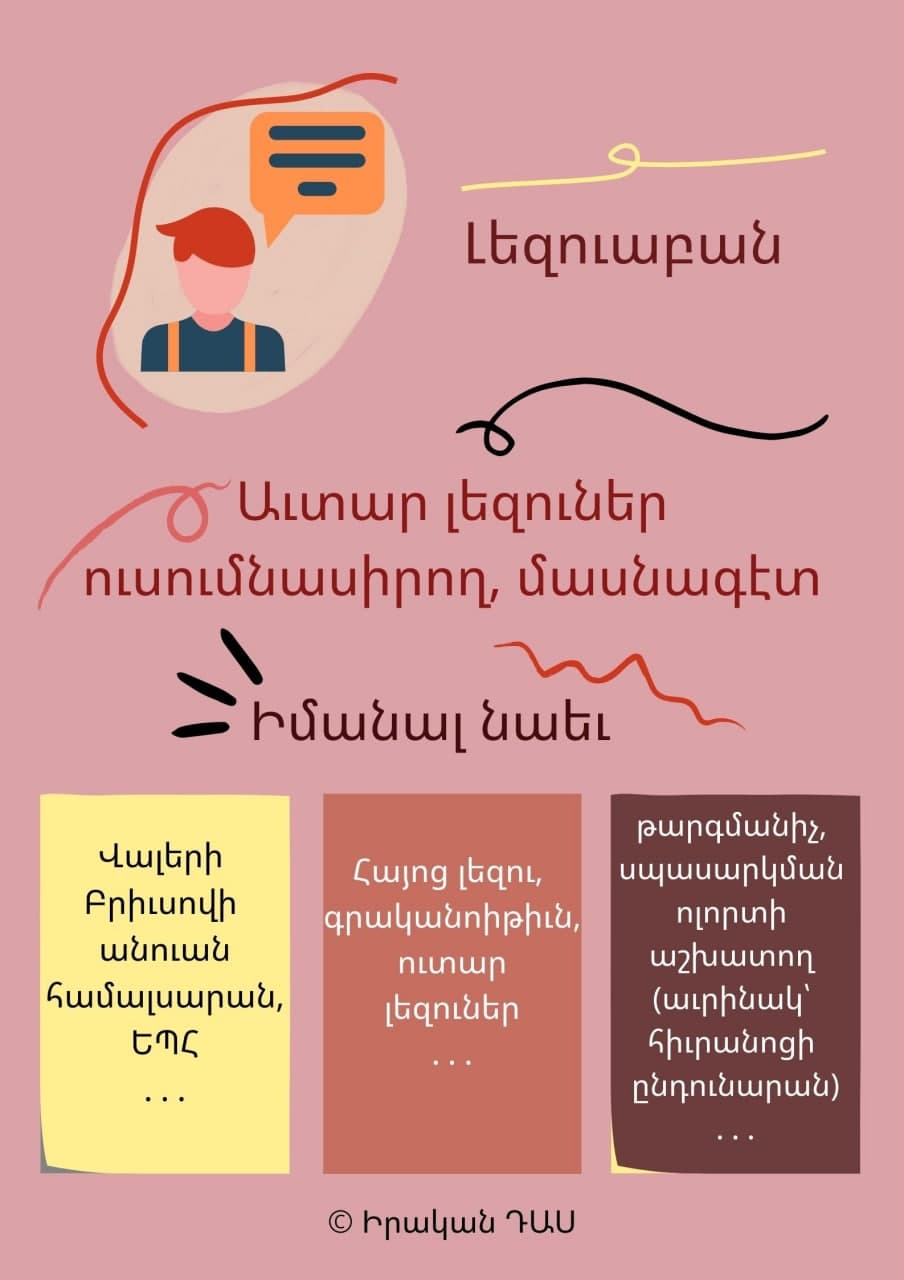 Լեզուաբան
Աւտար լեզուներ
ուսումնասիրող, մասնագէտ
Իմանալ նաեւ
Վալերի
Բրիւսովի
անուան
համալսարան,
ԵՊՀ
...
Հայոց լեզու,
գրականոիթիւն,
ուտար
լեզուներ
...
թարգմանիչ,
սպասարկման
ոլորտի
աշխատող
(աւրինակ՝
հիւրանոցի
ընդունարան)
...
© Իրական ԴԱՍ